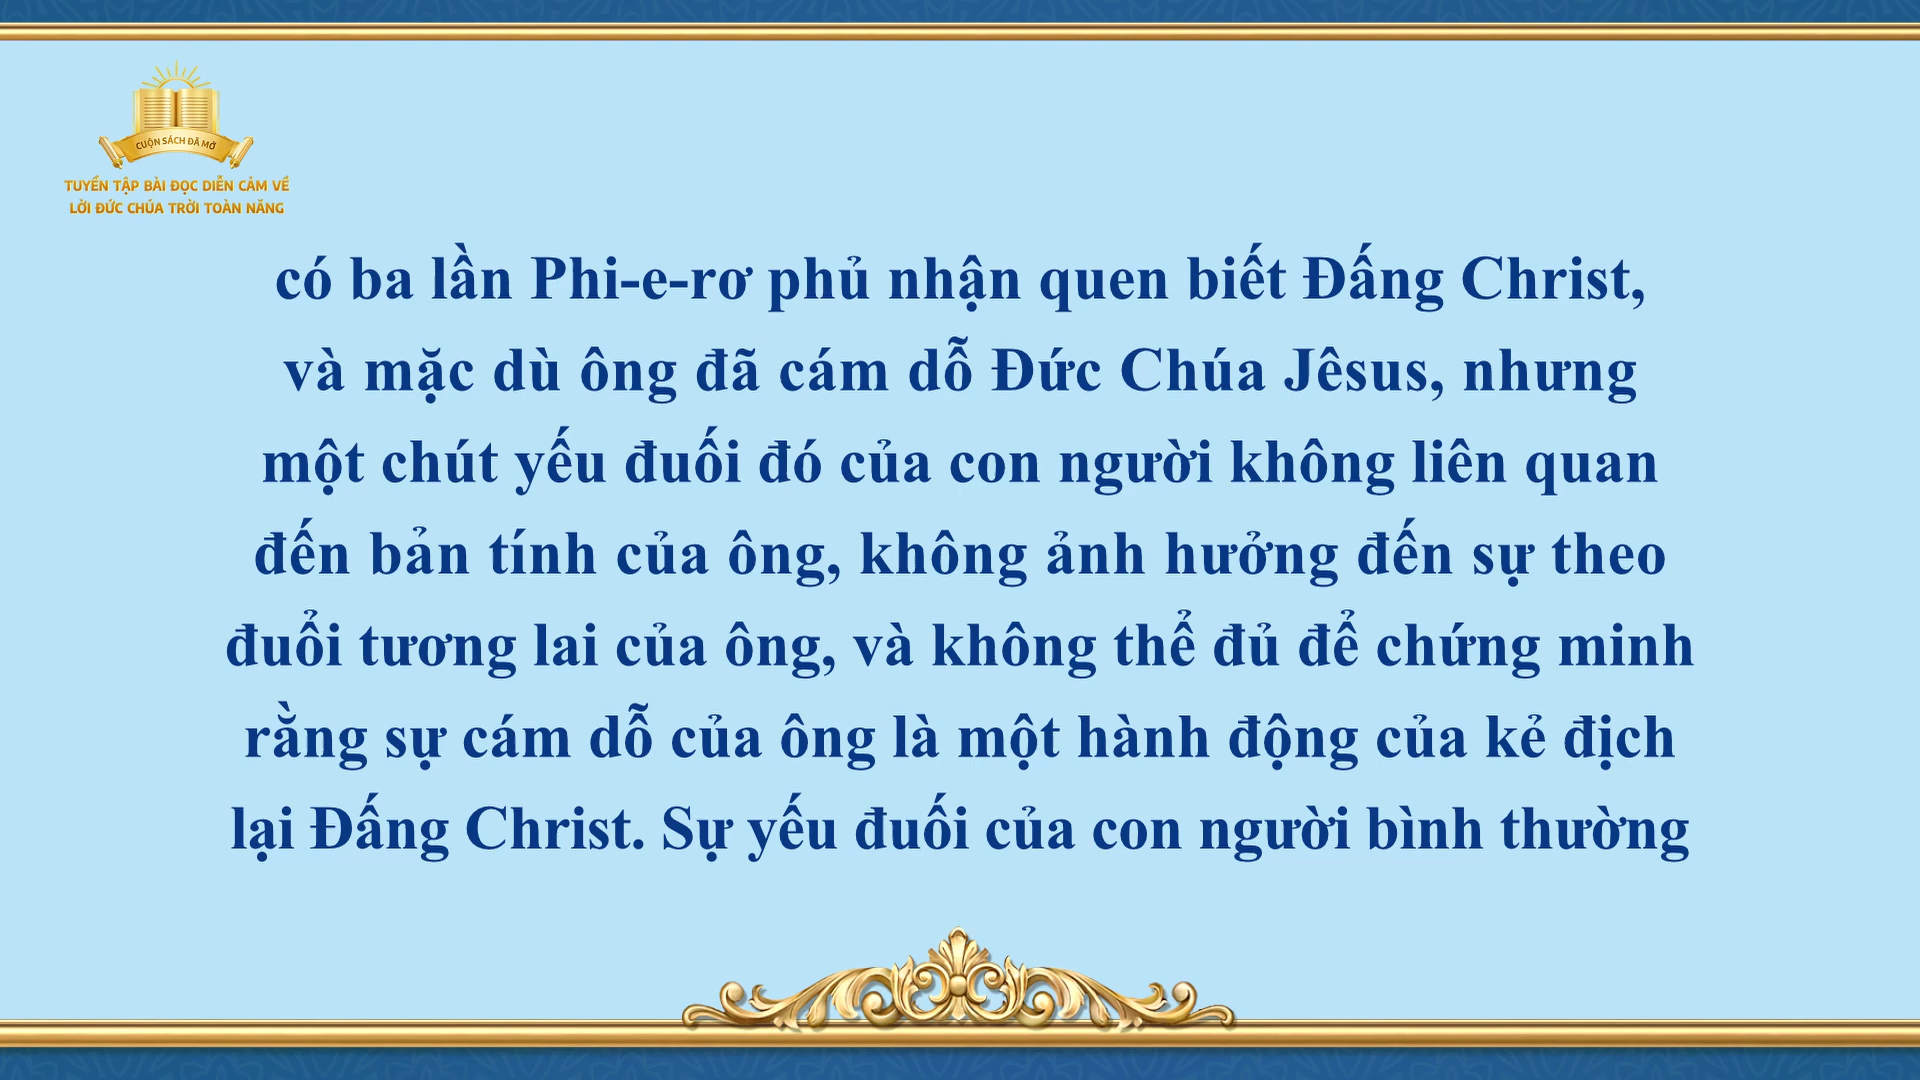 CUỘN SÁCH ĐÃ MỞ
TUYỂN TẬP BÀI ĐỌC DIỄN CẢM VỀ
LỜI ĐỨC CHÚA TRỜI TOÀN NĂNG
có ba lần Phi-e-rơ phủ nhận quen biết Đấng Christ,
và mặc dù ông đã cám dỗ Đức Chúa Jêsus, nhưng
một chút yếu đuối đó của con người không liên quan
đến bản tính của ông, không ảnh hưởng đến sự theo
đuổi tương lai của ông, và không thể đủ để chứng minh
rằng sự cám dỗ của ông là một hành động của kẻ địch
lại Đấng Christ. Sự yếu đuối của con người bình thường